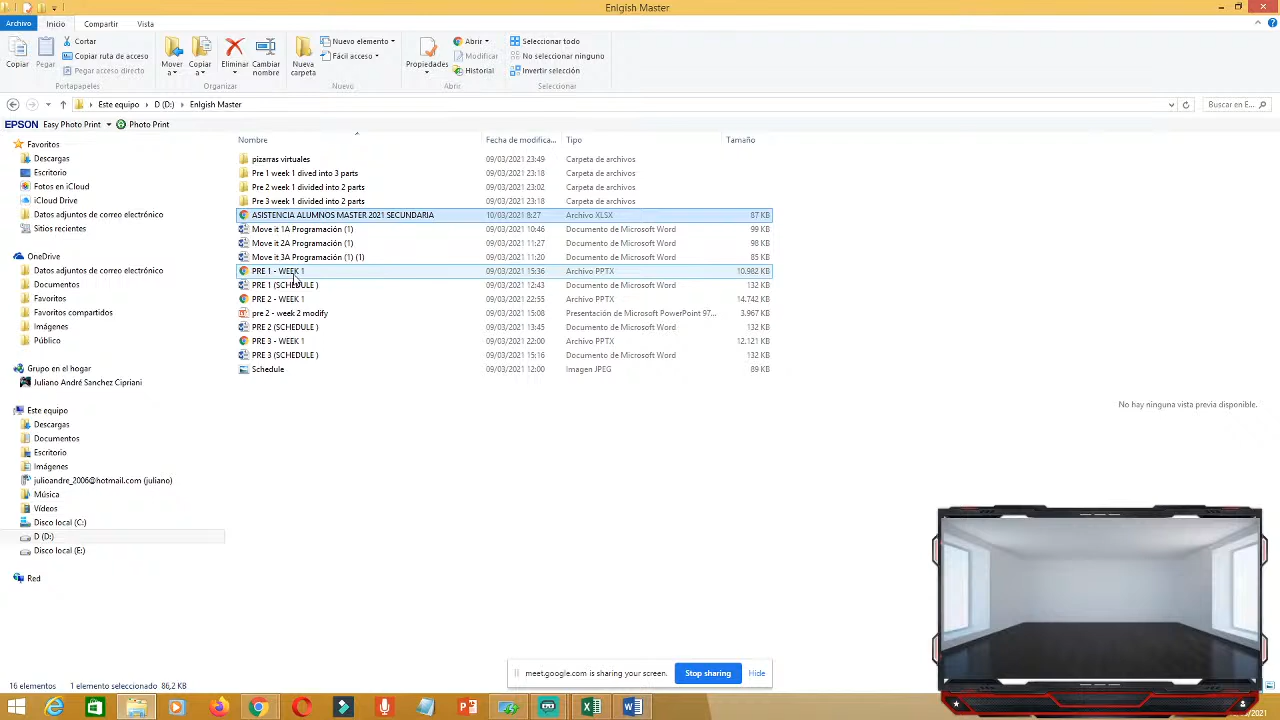 Enlgish Master
Archivo Inicio Compartir Vista
Copiar Pegar Cortar Copiar ruta de acceso Pegar acceso directo
Mover a Copiar a Eliminar Cambiar nombre
Nueva carpeta Nuevo elemento Fácil acceso
Propiedades Abrir Modificar Historial
Seleccionar todo No seleccionar ninguno Invertir selección
Portapapeles Organizar Nuevo Abrir Seleccionar
Este equipo D (D:) Enlgish Master Buscar en E...
EPSON Easy Photo Print Photo Print
Nombre Fecha de modifica... Tipo Tamaño
pizarras virtuales 09/03/2021 23:49 Carpeta de archivos
Pre 1 week 1 dived into 3 parts 09/03/2021 23:18 Carpeta de archivos
Pre 2 week 1 divided into 2 parts 09/03/2021 23:02 Carpeta de archivos
Pre 3 week 1 divided into 2 parts 09/03/2021 23:18 Carpeta de archivos
ASISTENCIA ALUMNOS MASTER 2021 SECUNDARIA 10/03/2021 8:27 Archivo XLSX 87 KB
Move it 1A Programación (1) 09/03/2021 10:46 Documento de Microsoft Word 99 KB
Move it 2A Programación (1) 09/03/2021 11:27 Documento de Microsoft Word 98 KB
Move it 3A Programación (1) (1) 09/03/2021 11:20 Documento de Microsoft Word 85 KB
PRE 1 - WEEK 1 09/03/2021 15:36 Archivo PPTX 10.982 KB
PRE 1 (SCHEDULE ) 09/03/2021 12:43 Documento de Microsoft Word 132 KB
PRE 2 - WEEK 1 09/03/2021 22:55 Archivo PPTX 14.742 KB
pre 2 - week 2 modify 09/03/2021 15:08 Presentación de Microsoft PowerPoint 97... 3.967 KB
PRE 2 (SCHEDULE ) 09/03/2021 13:45 Documento de Microsoft Word 132 KB
PRE 3 - WEEK 1 09/03/2021 22:00 Archivo PPTX 12.121 KB
PRE 3 (SCHEDULE ) 09/03/2021 15:16 Documento de Microsoft Word 132 KB
Schedule 09/03/2021 12:00 Imagen JPEG 89 KB
Favoritos
Descargas
Escritorio
Fotos en iCloud
iCloud Drive
Datos adjuntos de correo electrónico
Sitios recientes
OneDrive
Datos adjuntos de correo electrónico
Documentos
Favoritos
Favoritos compartidos
Imágenes
Público
Grupo en el hogar
Juliano André Sanchez Cipriani
Este equipo
Descargas
Documentos
Escritorio
Imágenes
julioandre_2006@hotmail.com (juliano)
Música
Vídeos
Disco local (C:)
D (D:)
Disco local (E:)
Red
No hay ninguna vista previa disponible.
16 elementos 1 elemento seleccionado 86,2 KB
meet.google.com is sharing your screen. Stop sharing Hide
/2021